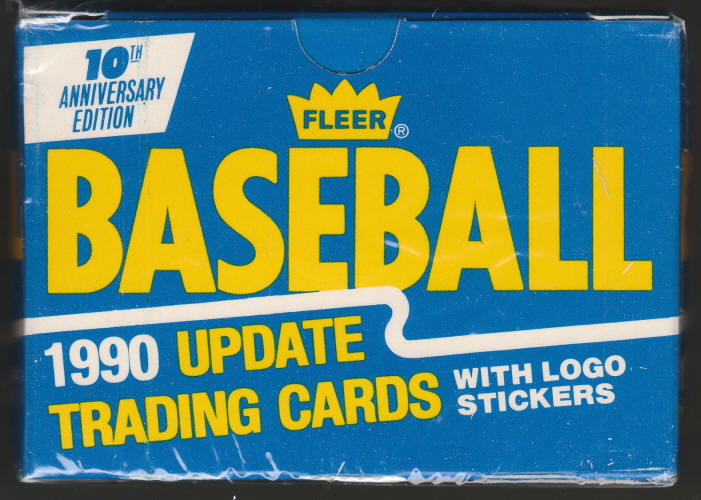 10TH
ANNIVERSARY
EDITION
FLEER®
BASEBALL
1990 UPDATE
TRADING CARDS
WITH LOGO
STICKERS